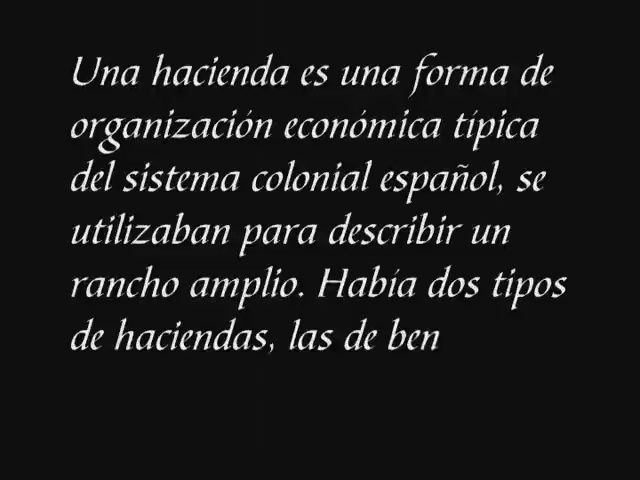 Una hacienda es una forma de
organización económica típica
del sistema colonial español, se
utilizaban para describir un
rancho amplio. Había dos tipos
de haciendas, las de ben